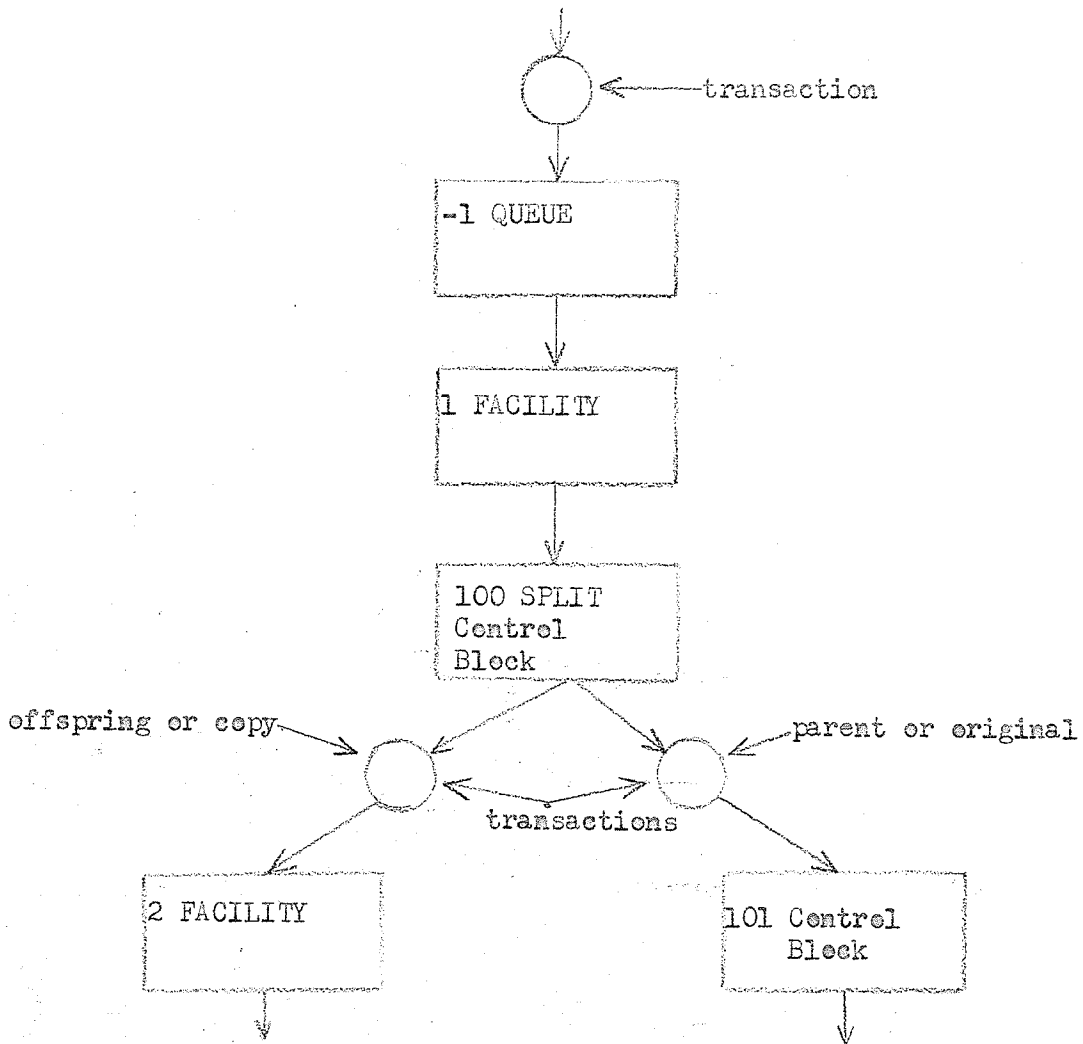 transaction
-1 QUEUE
1 FACILITY
100 SPLIT
Control
Block
offspring or copy
parent or original
transactions
2 FACILITY
101 Control
Block